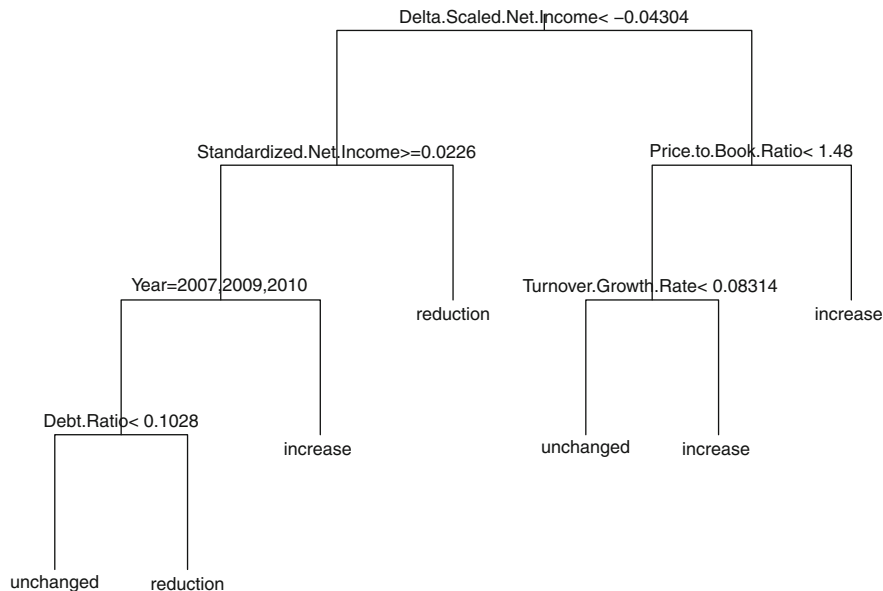 Delta.Scaled.Net.Income< −0.04304
Standardized.Net.Income>=0.0226
Price.to.Book.Ratio< 1.48
Year=2007,2009,2010
Turnover.Growth.Rate< 0.08314
reduction
increase
Debt.Ratio< 0.1028
increase
unchanged
increase
unchanged
reduction